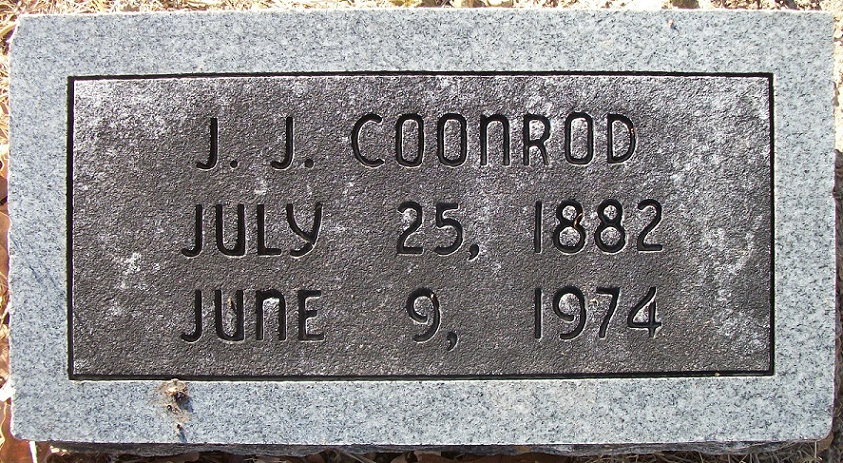 J. J. COONROD
JULY 25, 1882
JUNE 9, 1974